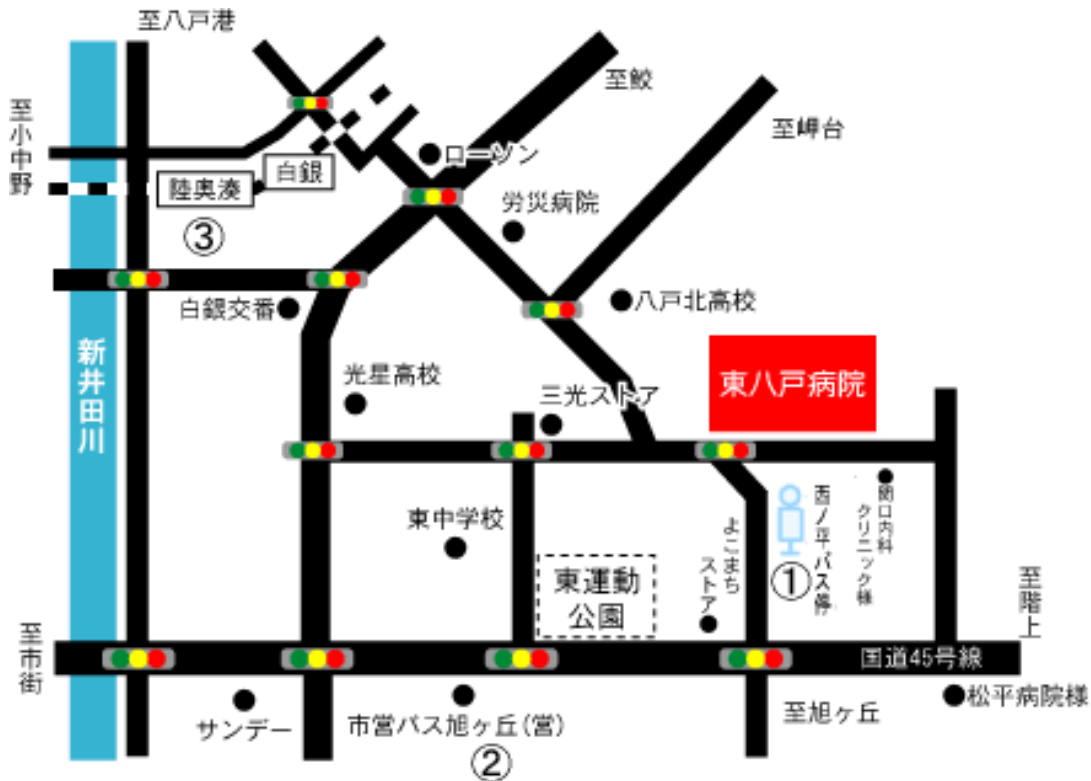 至八戸港
至鮫
至小中野
至岬台
ローソン
白銀
陸奥湊
労災病院
③
白銀交番
八戸北高校
新井田川
光星高校
三光ストア
東八戸病院
東中学校
西ノ平バス停
関口内科
クリニック様
よこまち
ストア
①
東運動
公園
至階上
至市街
国道45号線
サンデー
市営バス旭ヶ丘(営)
②
至旭ヶ丘
松平病院様